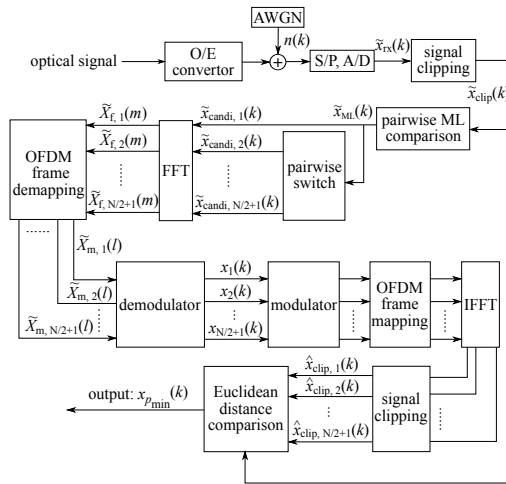 AWGN
n(k)
optical signal
O/E
convertor
+
S/P, A/D
x̃rx(k)
signal
clipping
x̃clip(k)
X̃f, 1(m)
X̃f, 2(m)
X̃f, N/2+1(m)
OFDM
frame
demapping
FFT
x̃candi, 1(k)
x̃candi, 2(k)
x̃candi, N/2+1(k)
x̃ML(k)
pairwise
switch
pairwise ML
comparison
X̃m, 1(l)
X̃m, 2(l)
X̃m, N/2+1(l)
demodulator
x1(k)
x2(k)
xN/2+1(k)
modulator
OFDM
frame
mapping
IFFT
output: xpmin(k)
Euclidean
distance
comparison
x̂clip, 1(k)
x̂clip, 2(k)
x̂clip, N/2+1(k)
signal
clipping